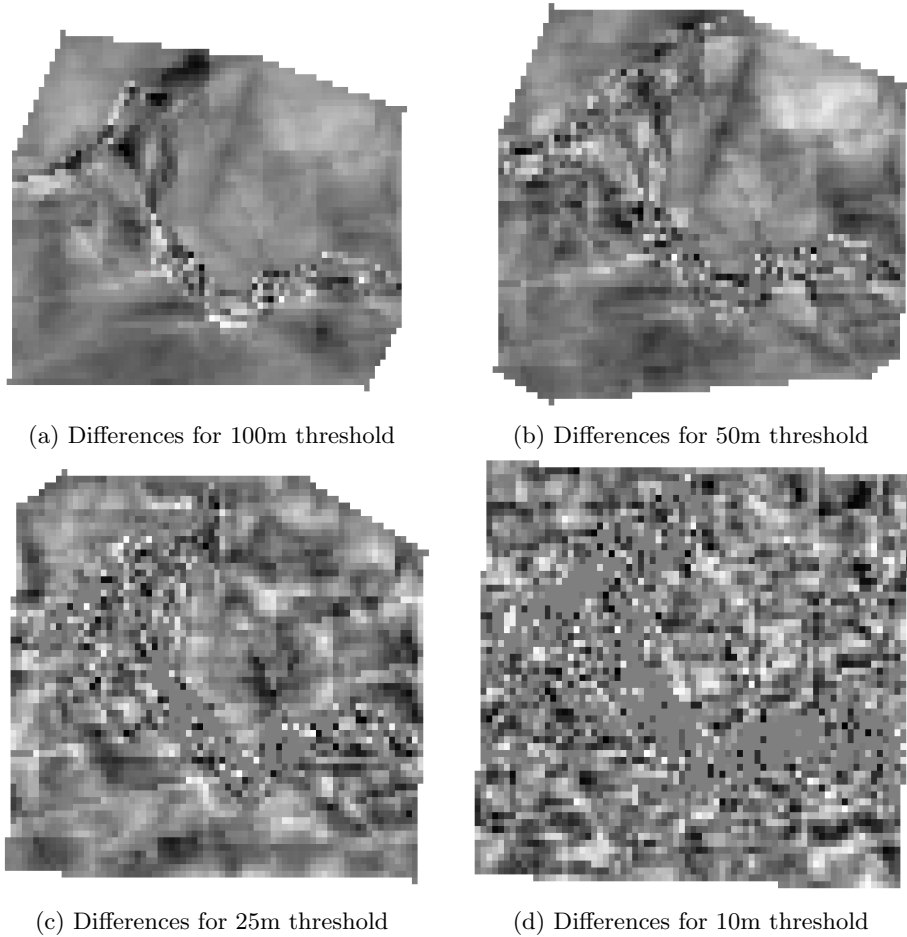 (a) Differences for 100m threshold
(b) Differences for 50m threshold
(c) Differences for 25m threshold
(d) Differences for 10m threshold